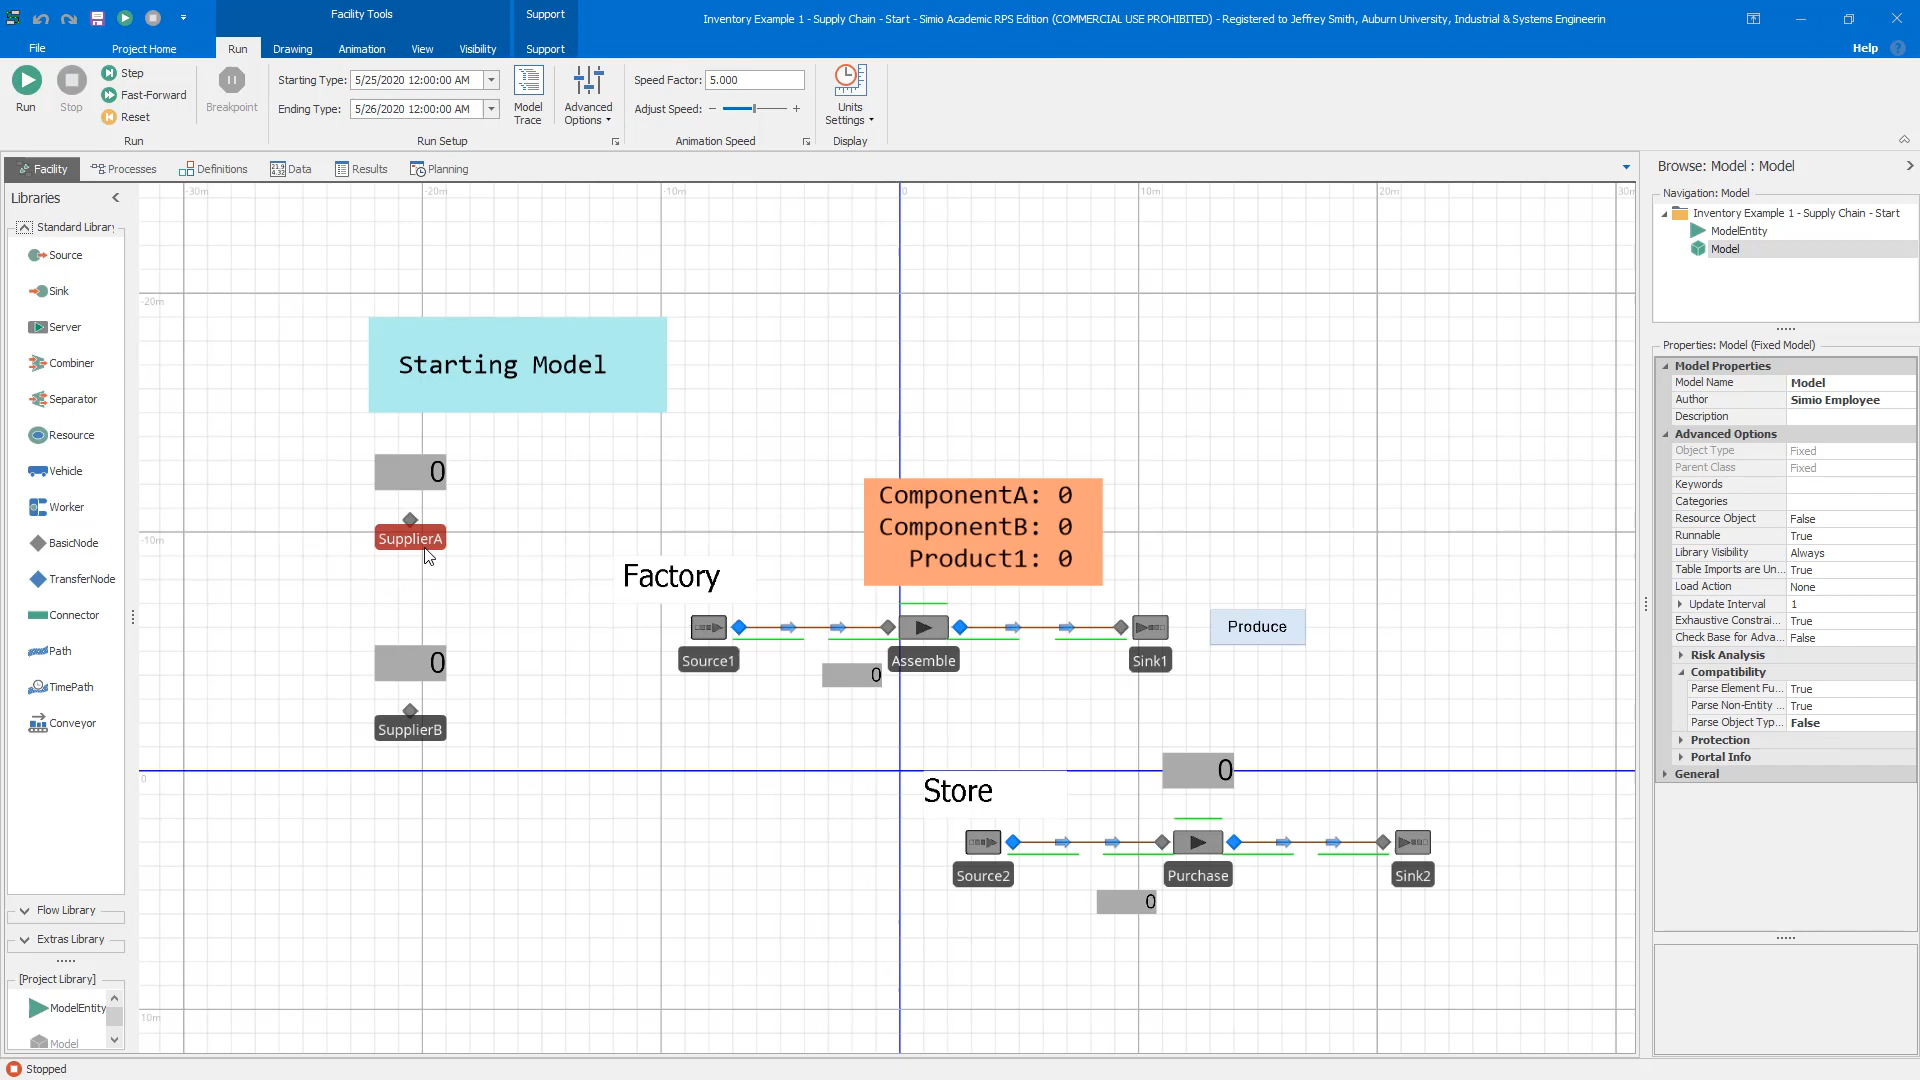 Facility Tools
Support
Inventory Example 1 - Supply Chain - Start - Simio Academic RPS Edition (COMMERCIAL USE PROHIBITED) - Registered to Jeffrey Smith, Auburn University, Industrial & Systems Engineerin
File
Project Home
Run
Drawing
Animation
View
Visibility
Support
Help
Run
Stop
Step
Fast-Forward
Reset
Breakpoint
Starting Type: 5/25/2020 12:00:00 AM
Ending Type: 5/26/2020 12:00:00 AM
Model Trace
Advanced Options
Speed Factor: 5.000
Adjust Speed:
Units Settings
Run
Run Setup
Animation Speed
Display
Facility
Processes
Definitions
Data
Results
Planning
Libraries
Standard Library
Source
Sink
Server
Combiner
Separator
Resource
Vehicle
Worker
BasicNode
TransferNode
Connector
Path
TimePath
Conveyor
Flow Library
Extras Library
[Project Library]
ModelEntity
Model
Stopped
-30m
-20m
-10m
0
10m
20m
30m
-20m
-10m
0
10m
Starting Model
0
SupplierA
0
SupplierB
Factory
ComponentA: 0
ComponentB: 0
Product1: 0
Source1
0
Assemble
Sink1
Produce
Store
0
Source2
Purchase
Sink2
0
Browse: Model : Model
Navigation: Model
Inventory Example 1 - Supply Chain - Start
ModelEntity
Model
Properties: Model (Fixed Model)
Model Properties
Model Name Model
Author Simio Employee
Description
Advanced Options
Object Type Fixed
Parent Class Fixed
Keywords
Categories
Resource Object False
Runnable True
Library Visibility Always
Table Imports are Un... True
Load Action None
Update Interval 1
Exhaustive Constrai... True
Check Base for Adva... False
Risk Analysis
Compatibility
Parse Element Fu... True
Parse Non-Entity ... True
Parse Object Typ... False
Protection
Portal Info
General